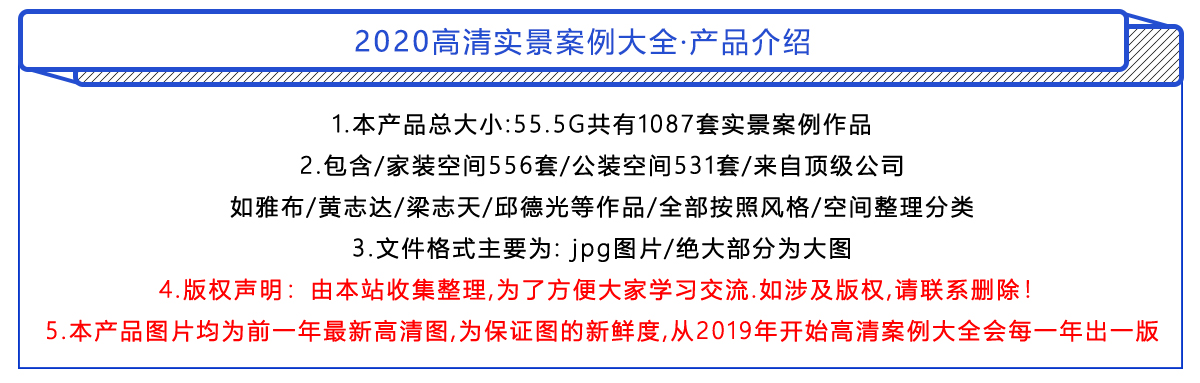 2020高清实景案例大全·产品介绍
1.本产品总大小:55.5G共有1087套实景案例作品
2.包含/家装空间556套/公装空间531套/来自顶级公司
如雅布/黄志达/梁志天/邱德光等作品/全部按照风格/空间整理分类
3.文件格式主要为: jpg图片/绝大部分为大图
4.版权声明：由本站收集整理,为了方便大家学习交流.如涉及版权,请联系删除！
5.本产品图片均为前一年最新高清图,为保证图的新鲜度,从2019年开始高清案例大全会每一年出一版